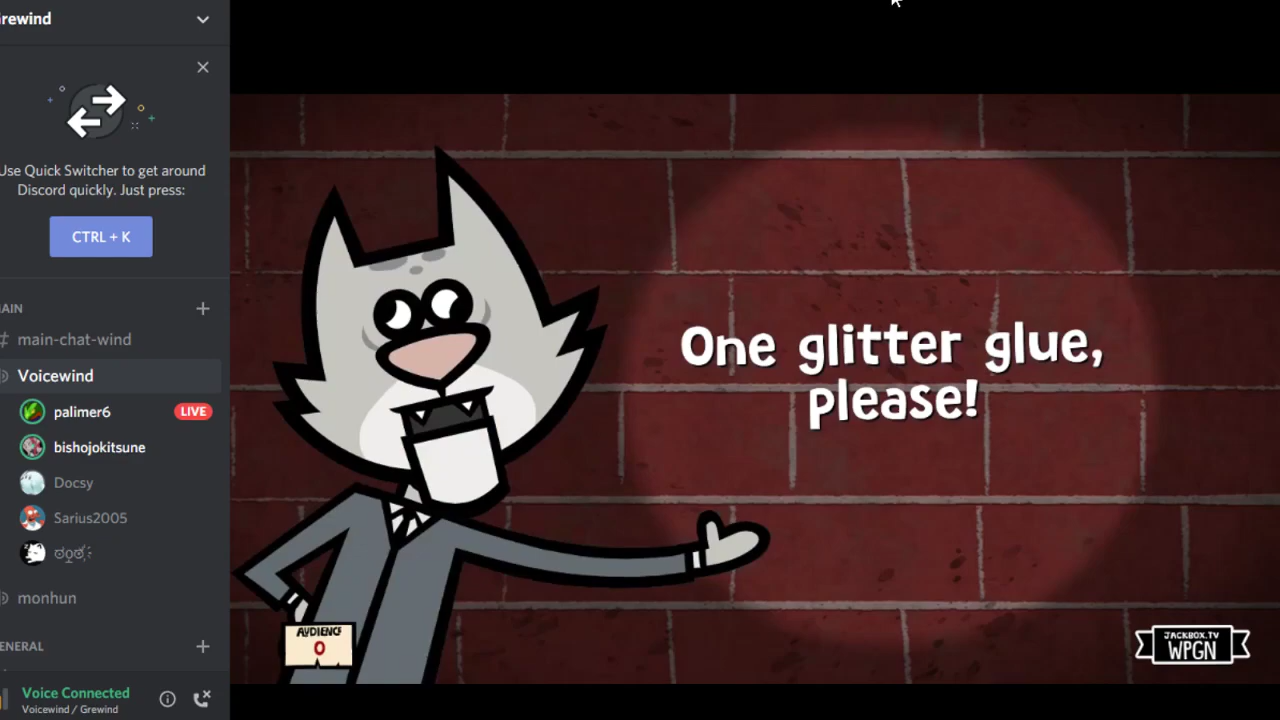 rewind
Use Quick Switcher to get around
Discord quickly. Just press:
CTRL + K
AIN
main-chat-wind
Voicewind
palimer6 LIVE
bishojokitsune
Docsy
Sarius2005
monhun
ENERAL
Voice Connected
Voicewind / Grewind
One glitter glue,
please!
AUDIENCE
0
JACKBOX.TV
WPGN